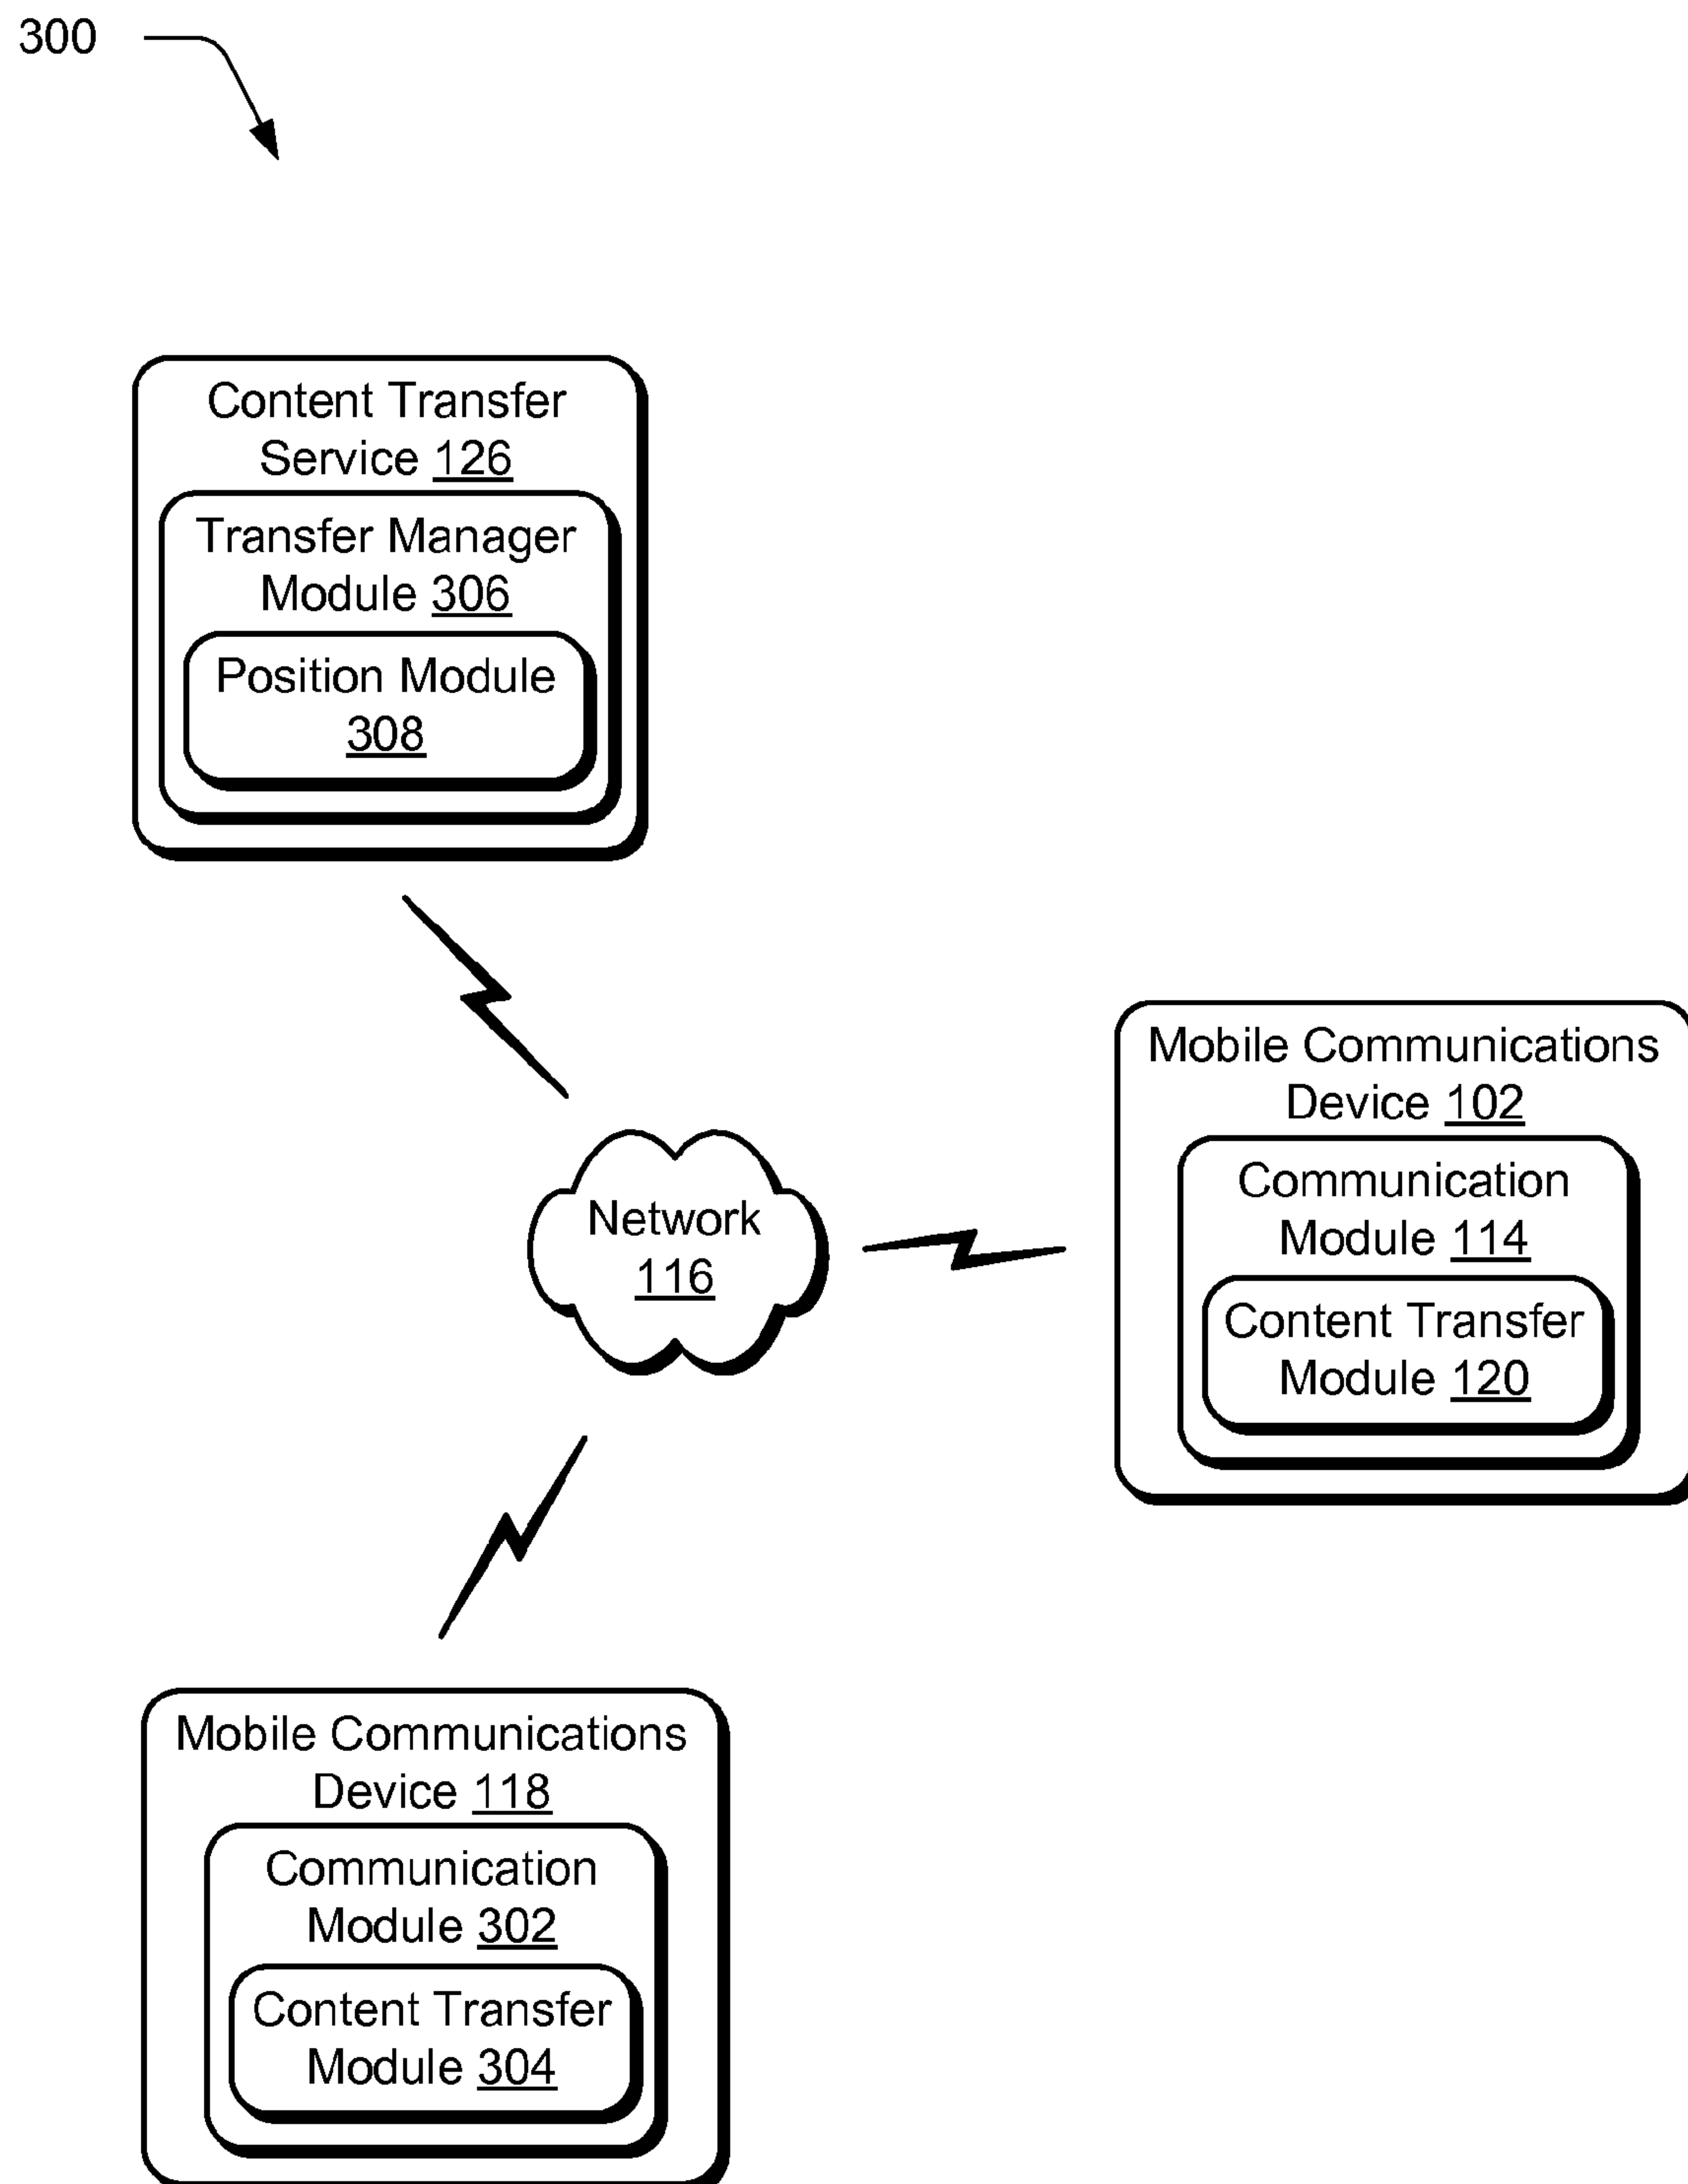 300
Content Transfer
Service 126
Transfer Manager
Module 306
Position Module
308
Mobile Communications
Device 102
Communication
Module 114
Content Transfer
Module 120
Network
116
Mobile Communications
Device 118
Communication
Module 302
Content Transfer
Module 304